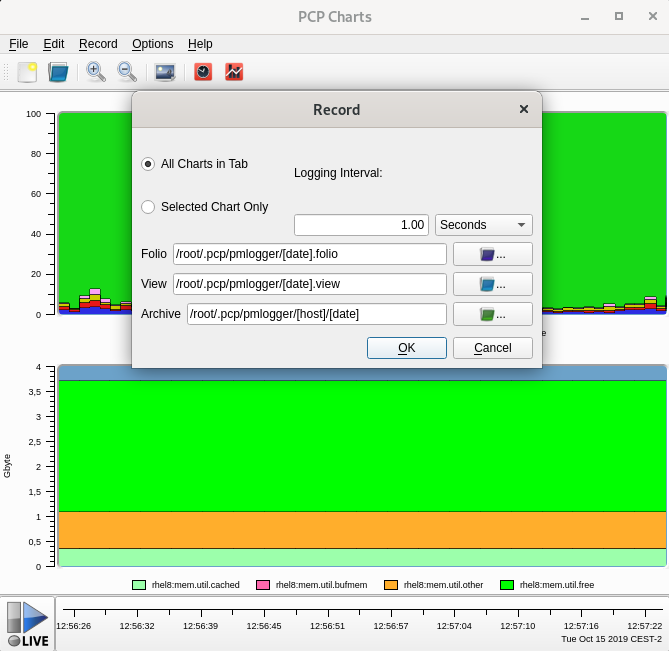 PCP Charts
File Edit Record Options Help
Record
All Charts in Tab
Logging Interval:
Selected Chart Only
1.00 Seconds
Folio /root/.pcp/pmlogger/[date].folio ...
View /root/.pcp/pmlogger/[date].view ...
Archive /root/.pcp/pmlogger/[host]/[date] ...
OK Cancel
100
80
60
40
20
0
e
4
3,5
3
2,5
2
1,5
1
0,5
0
Gbyte
rhel8:mem.util.cached rhel8:mem.util.bufmem rhel8:mem.util.other rhel8:mem.util.free
LIVE
12:56:26 12:56:32 12:56:39 12:56:45 12:56:51 12:56:57 12:57:04 12:57:10 12:57:16 12:57:22
Tue Oct 15 2019 CEST-2